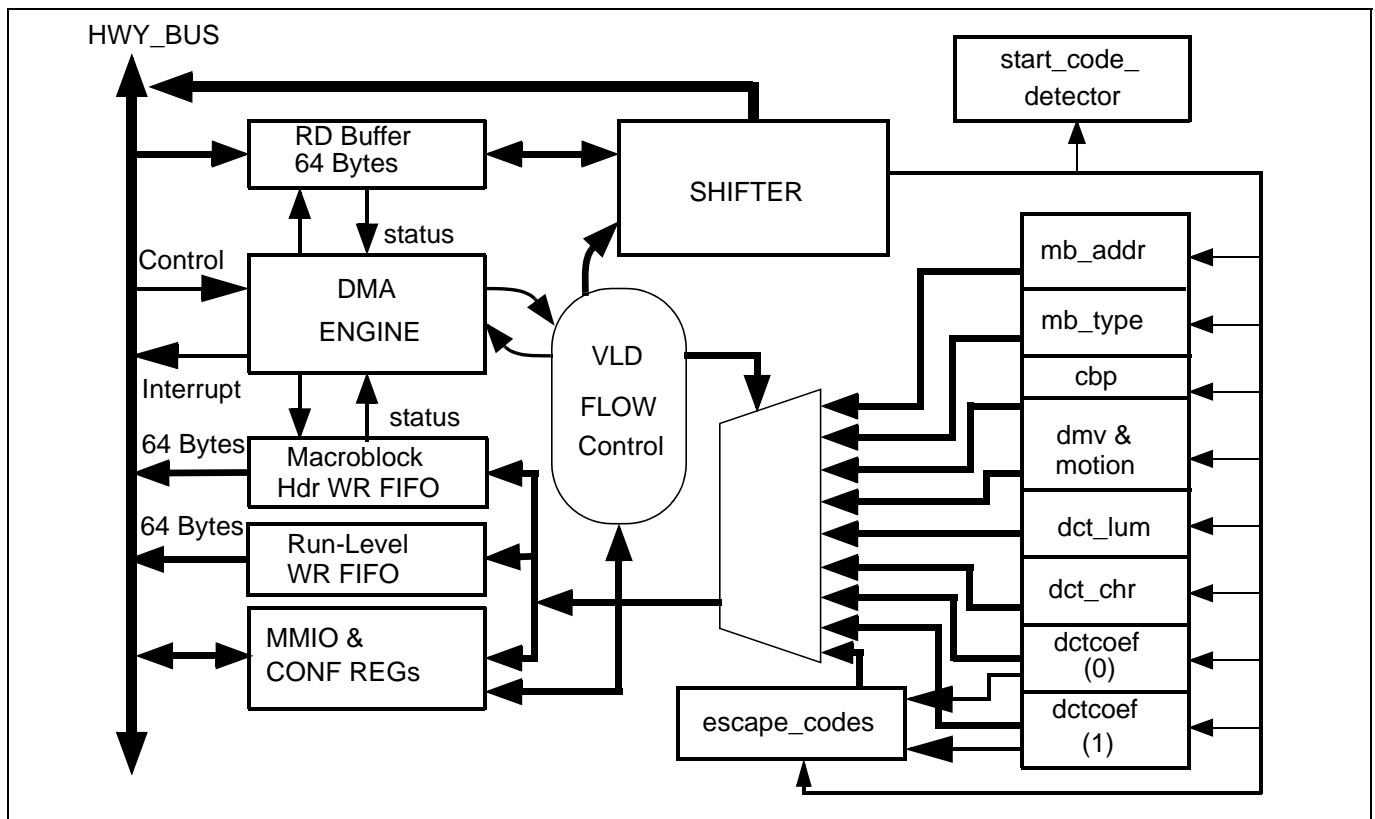 HWY_BUS
start_code_
detector
RD Buffer
64 Bytes
SHIFTER
status
Control
DMA
ENGINE
Interrupt
status
VLD
FLOW
Control
64 Bytes
Macroblock
Hdr WR FIFO
64 Bytes
Run-Level
WR FIFO
MMIO &
CONF REGs
mb_addr
mb_type
cbp
dmv &
motion
dct_lum
dct_chr
dctcoef
(0)
dctcoef
(1)
escape_codes